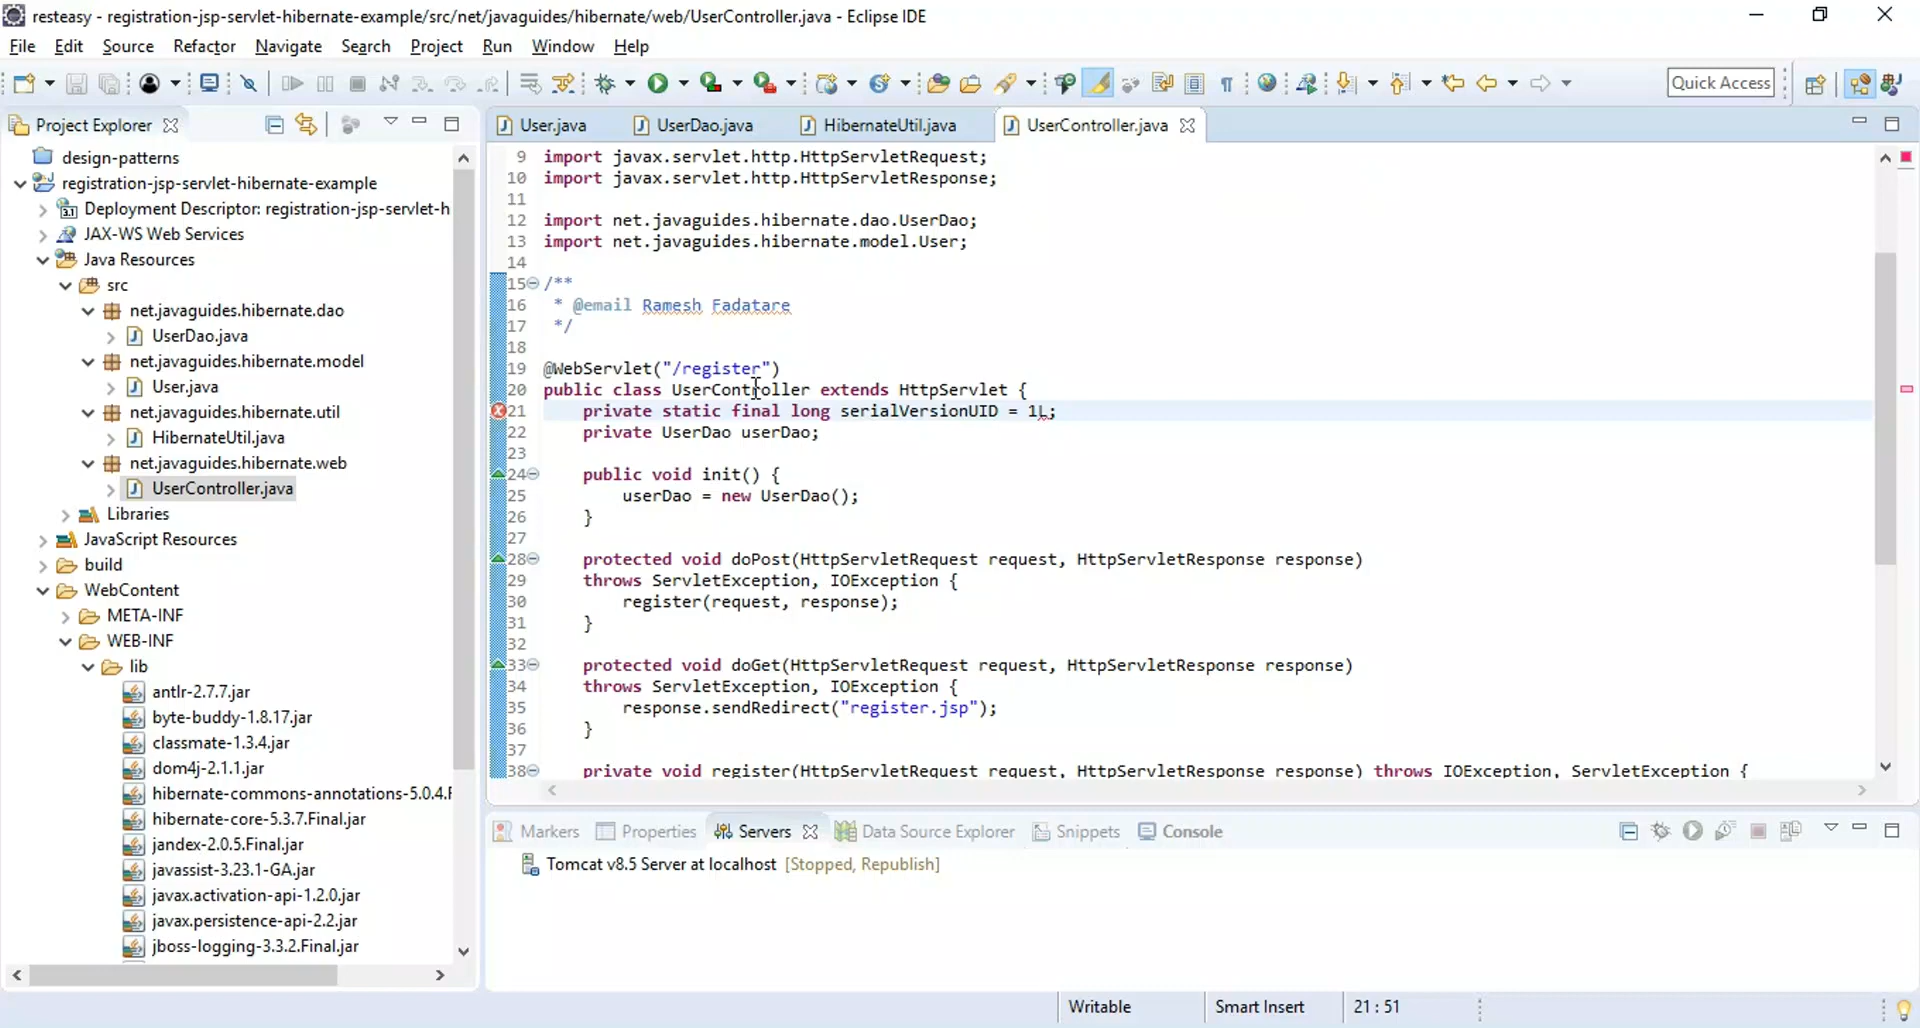 resteasy - registration-jsp-servlet-hibernate-example/src/net/javaguides/hibernate/web/UserController.java - Eclipse IDE
File Edit Source Refactor Navigate Search Project Run Window Help
Quick Access
Project Explorer
design-patterns
registration-jsp-servlet-hibernate-example
Deployment Descriptor: registration-jsp-servlet-h
JAX-WS Web Services
Java Resources
src
net.javaguides.hibernate.dao
UserDao.java
net.javaguides.hibernate.model
User.java
net.javaguides.hibernate.util
HibernateUtil.java
net.javaguides.hibernate.web
UserController.java
Libraries
JavaScript Resources
build
WebContent
META-INF
WEB-INF
lib
antlr-2.7.7.jar
byte-buddy-1.8.17.jar
classmate-1.3.4.jar
dom4j-2.1.1.jar
hibernate-commons-annotations-5.0.4.F
hibernate-core-5.3.7.Final.jar
jandex-2.0.5.Final.jar
javassist-3.23.1-GA.jar
javax.activation-api-1.2.0.jar
javax.persistence-api-2.2.jar
jboss-logging-3.3.2.Final.jar
User.java UserDao.java HibernateUtil.java UserController.java
9 import javax.servlet.http.HttpServletRequest;
10 import javax.servlet.http.HttpServletResponse;
11
12 import net.javaguides.hibernate.dao.UserDao;
13 import net.javaguides.hibernate.model.User;
14
15 /**
16 * @email Ramesh Fadatare
17 */
18
19 @WebServlet("/register")
20 public class UserController extends HttpServlet {
21 private static final long serialVersionUID = 1L;
22 private UserDao userDao;
23
24 public void init() {
25 userDao = new UserDao();
26 }
27
28 protected void doPost(HttpServletRequest request, HttpServletResponse response)
29 throws ServletException, IOException {
30 register(request, response);
31 }
32
33 protected void doGet(HttpServletRequest request, HttpServletResponse response)
34 throws ServletException, IOException {
35 response.sendRedirect("register.jsp");
36 }
37
38 private void register(HttpServletRequest request, HttpServletResponse response) throws IOException, ServletException {
Markers Properties Servers Data Source Explorer Snippets Console
Tomcat v8.5 Server at localhost [Stopped, Republish]
Writable Smart Insert 21 : 51